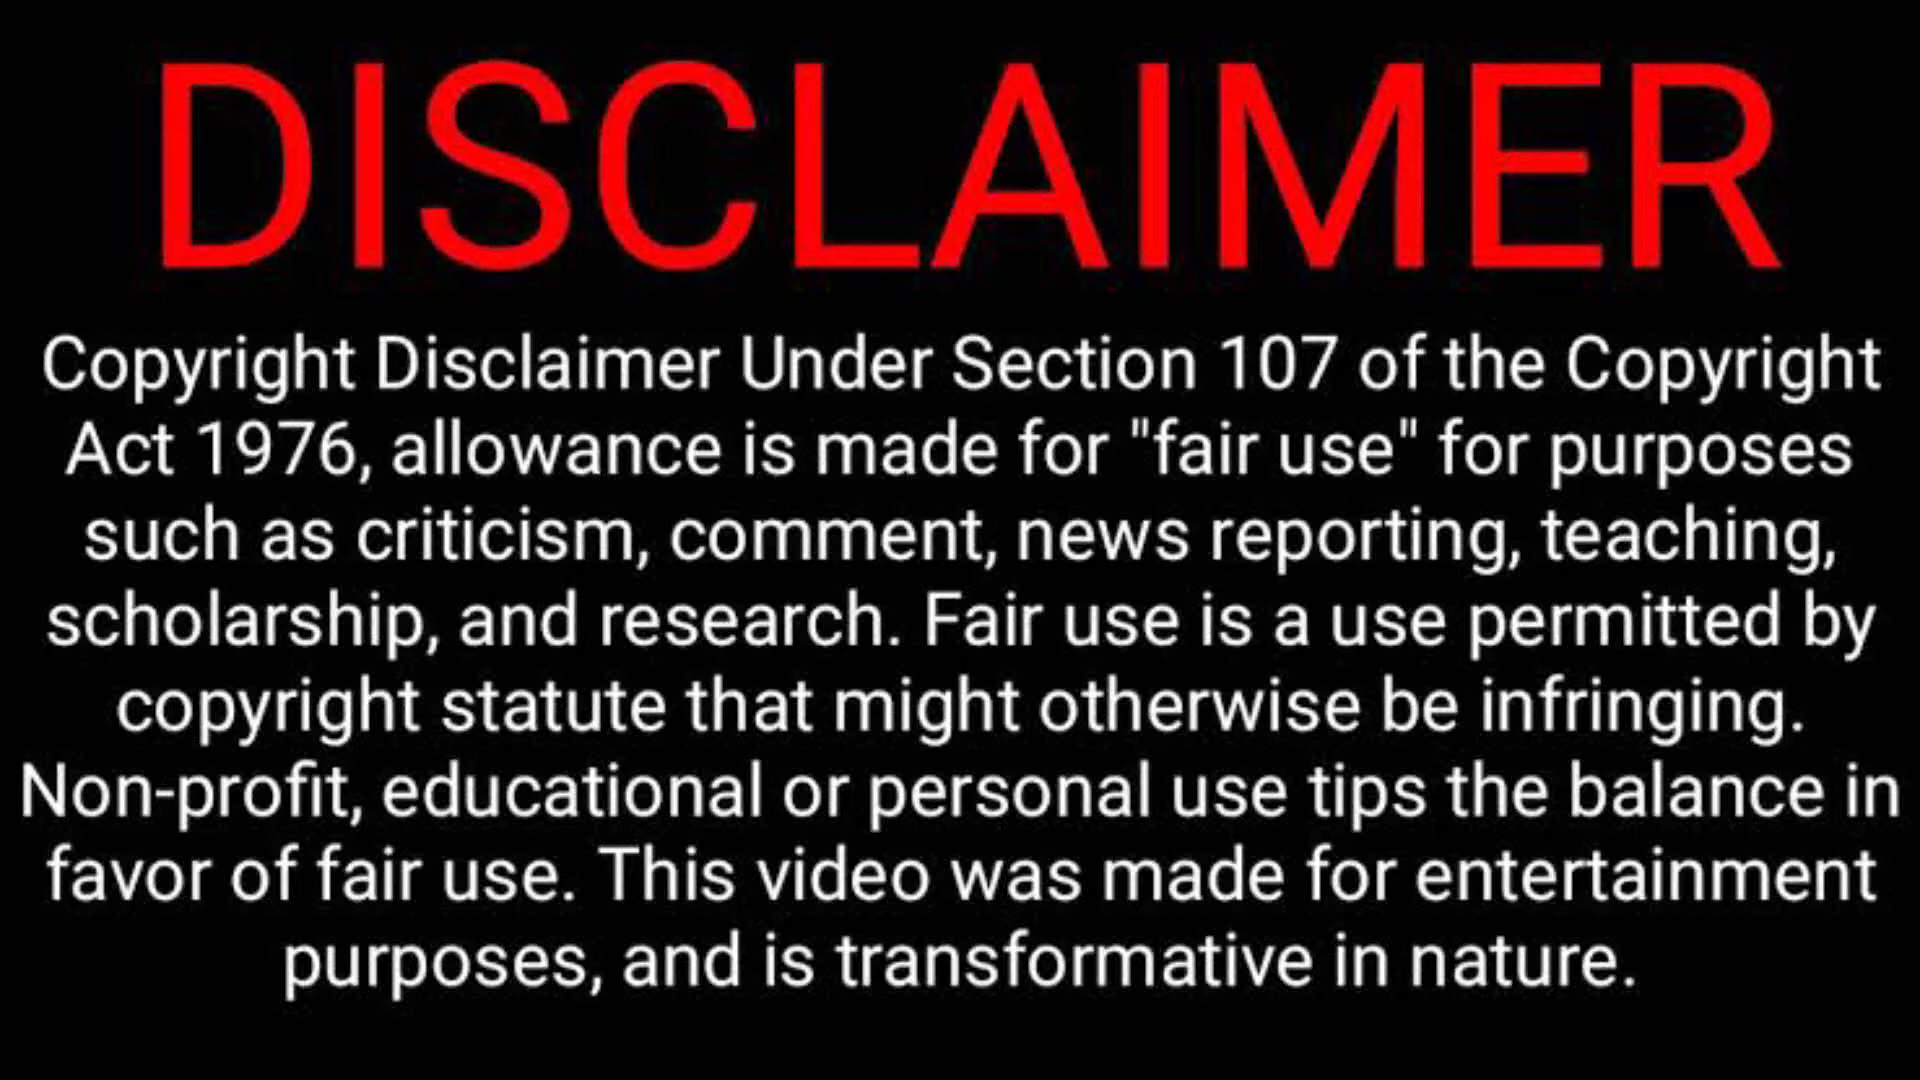 DISCLAIMER
Copyright Disclaimer Under Section 107 of the Copyright
Act 1976, allowance is made for "fair use" for purposes
such as criticism, comment, news reporting, teaching,
scholarship, and research. Fair use is a use permitted by
copyright statute that might otherwise be infringing.
Non-profit, educational or personal use tips the balance in
favor of fair use. This video was made for entertainment
purposes, and is transformative in nature.